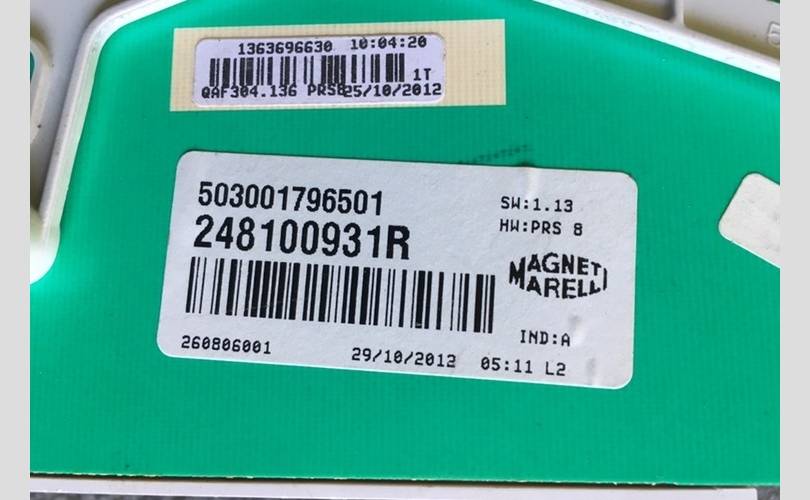 1363696630 10:04:20
1T
QAF304.136 PRS8 25/10/2012
503001796501
SW:1.13
248100931R
HW:PRS 8
MAGNETI
MARELLI
IND:A
260806001
29/10/2012 05:11 L2